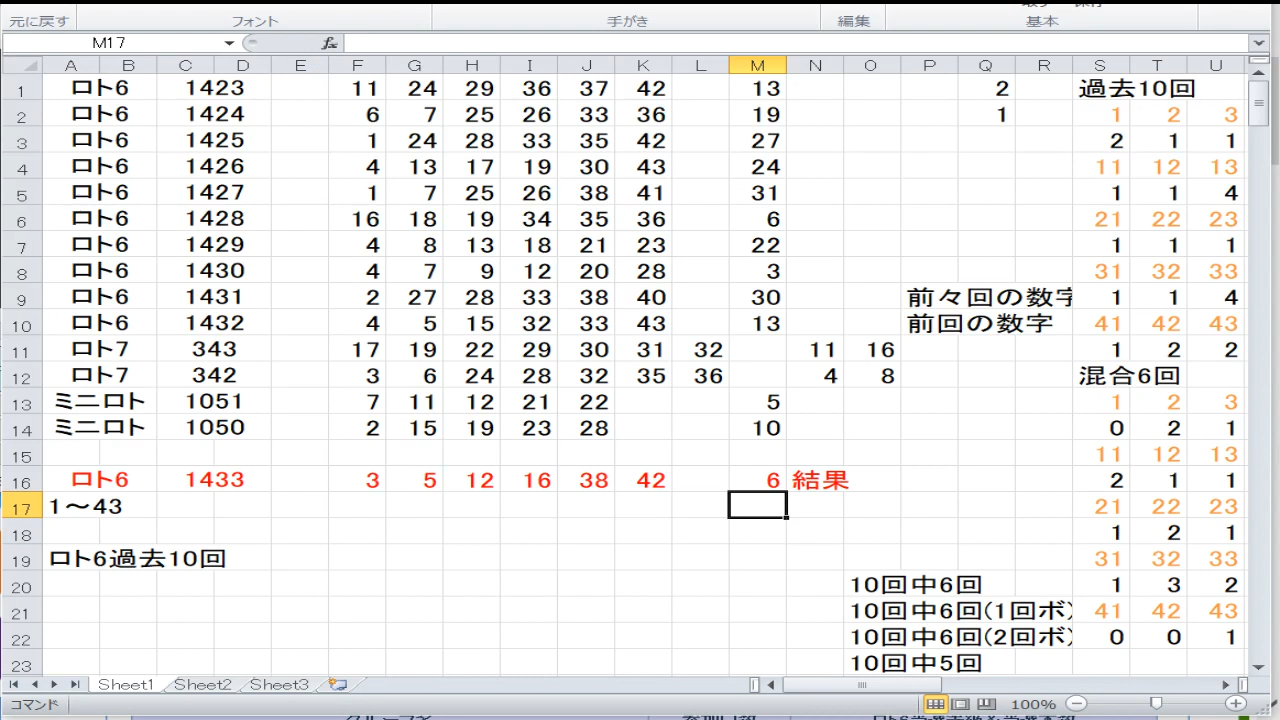 元に戻す フォント 手がき 編集 基本
M17 fx
A B C D E F G H I J K L M N O P Q R S T U
1 ロト6 1423 11 24 29 36 37 42 13 2 過去10回
2 ロト6 1424 6 7 25 26 33 36 19 1 1 2 3
3 ロト6 1425 1 24 28 33 35 42 27 2 1 1
4 ロト6 1426 4 13 17 19 30 43 24 11 12 13
5 ロト6 1427 1 7 25 26 38 41 31 1 1 4
6 ロト6 1428 16 18 19 34 35 36 6 21 22 23
7 ロト6 1429 4 8 13 18 21 23 22 1 1 1
8 ロト6 1430 4 7 9 12 20 28 3 31 32 33
9 ロト6 1431 2 27 28 33 38 40 30 前々回の数字 1 1 4
10 ロト6 1432 4 5 15 32 33 43 13 前回の数字 41 42 43
11 ロト7 343 17 19 22 29 30 31 32 11 16 1 2 2
12 ロト7 342 3 6 24 28 32 35 36 4 8 混合6回
13 ミニロト 1051 7 11 12 21 22 5 1 2 3
14 ミニロト 1050 2 15 19 23 28 10 0 2 1
15 11 12 13
16 ロト6 1433 3 5 12 16 38 42 6 結果 2 1 1
17 1～43 21 22 23
18 1 2 1
19 ロト6過去10回 31 32 33
20 10回中6回 1 3 2
21 10回中6回(1回ボ) 41 42 43
22 10回中6回(2回ボ) 0 0 1
23 10回中5回
Sheet1 Sheet2 Sheet3
コマンド 100%